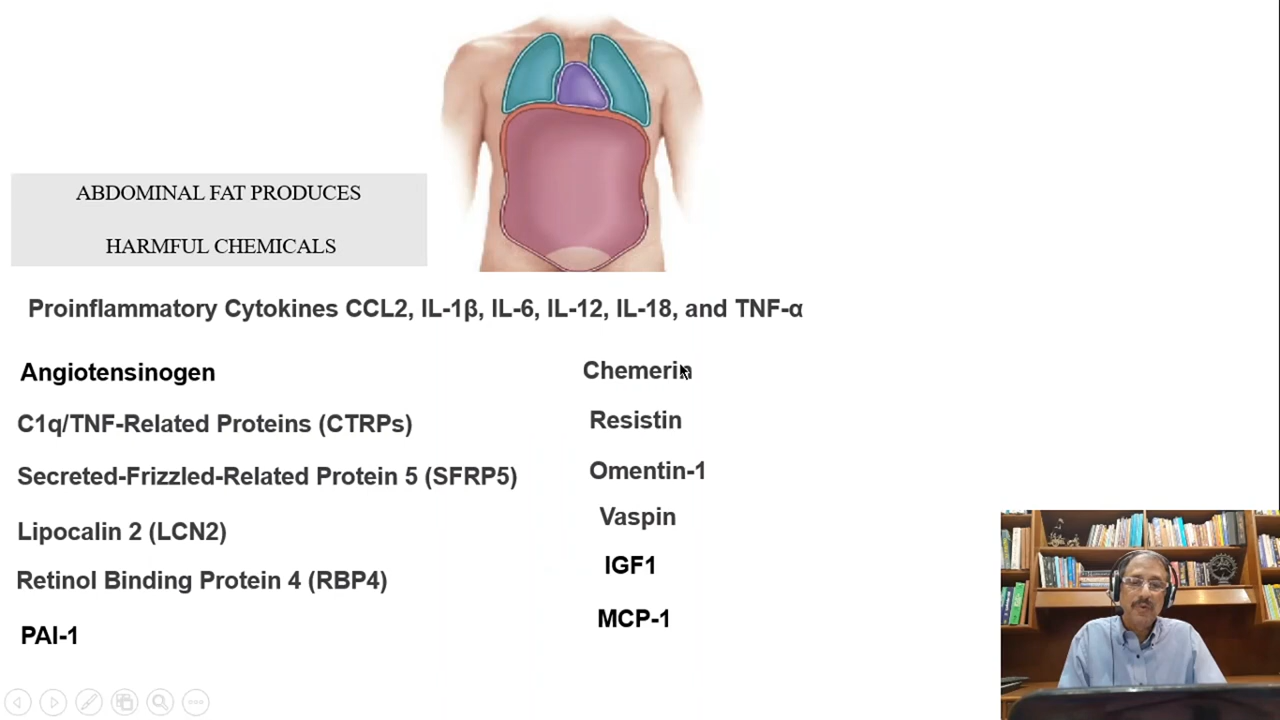 ABDOMINAL FAT PRODUCES
HARMFUL CHEMICALS
Proinflammatory Cytokines CCL2, IL-1β, IL-6, IL-12, IL-18, and TNF-α
Angiotensinogen
C1q/TNF-Related Proteins (CTRPs)
Secreted-Frizzled-Related Protein 5 (SFRP5)
Lipocalin 2 (LCN2)
Retinol Binding Protein 4 (RBP4)
PAI-1
Chemerin
Resistin
Omentin-1
Vaspin
IGF1
MCP-1